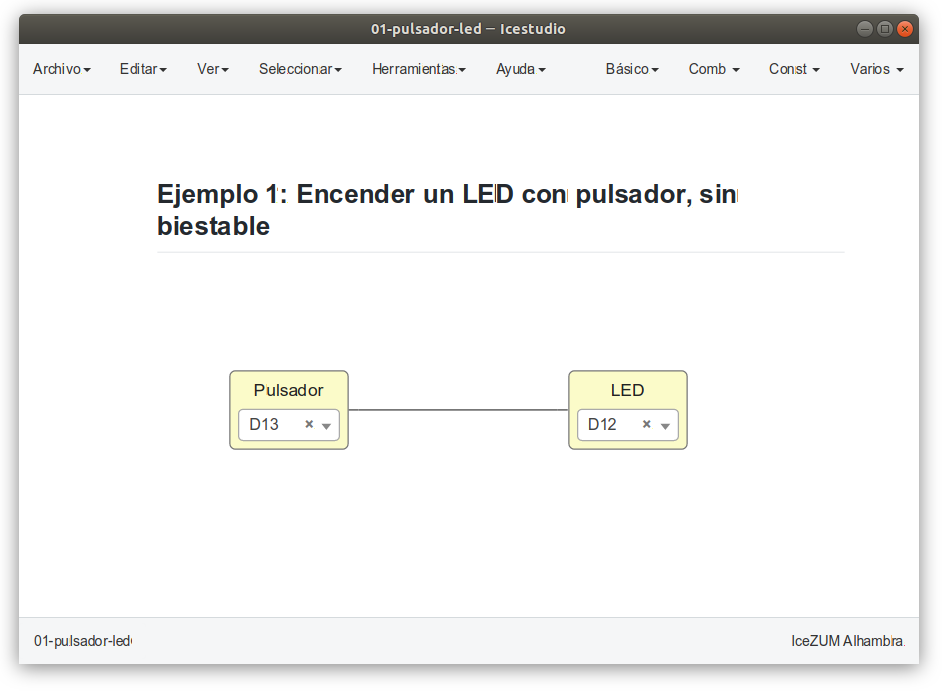 01-pulsador-led — Icestudio
Archivo Editar Ver Seleccionar Herramientas Ayuda Básico Comb Const Varios
Ejemplo 1: Encender un LED con pulsador, sin
biestable
Pulsador
D13 ×
LED
D12 ×
01-pulsador-led
IceZUM Alhambra